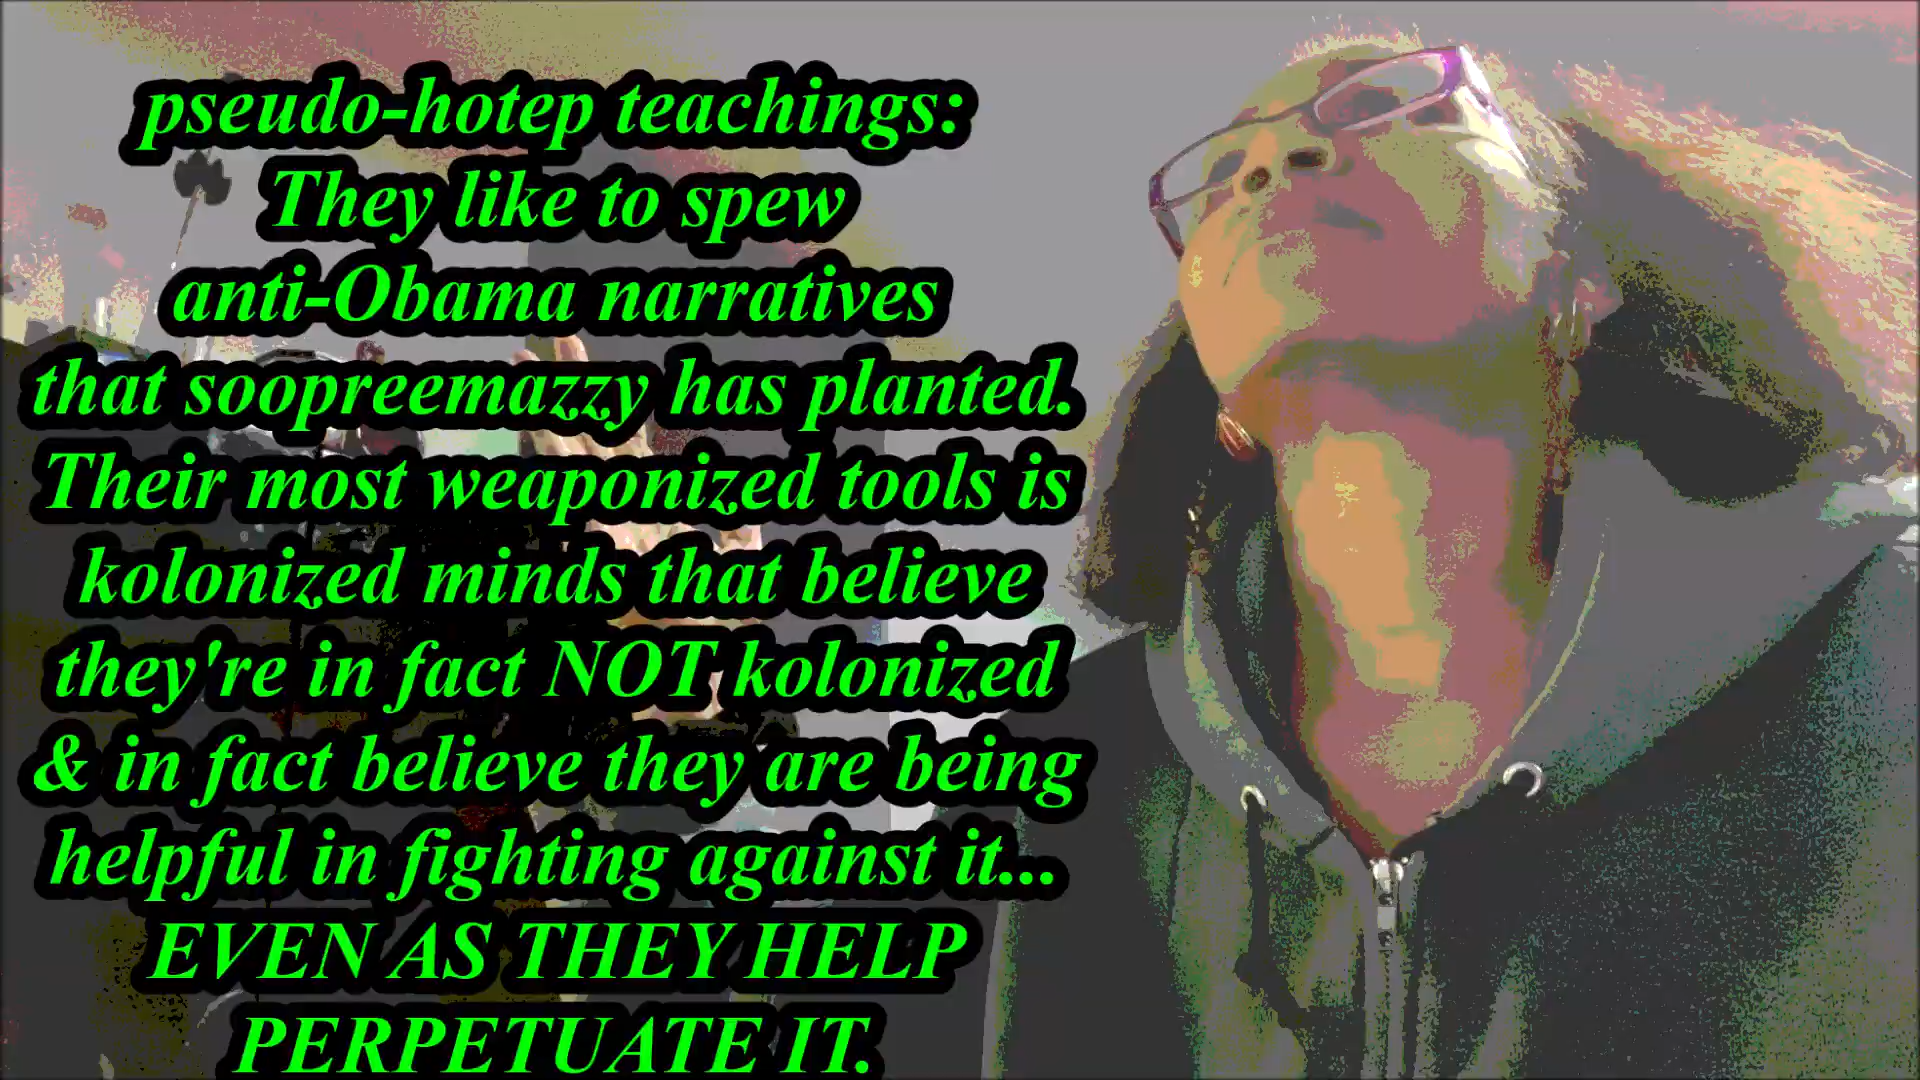 pseudo-hotep teachings:
They like to spew
anti-Obama narratives
that soopreemazzy has planted.
Their most weaponized tools is
kolonized minds that believe
they're in fact NOT kolonized
& in fact believe they are being
helpful in fighting against it...
EVEN AS THEY HELP
PERPETUATE IT.